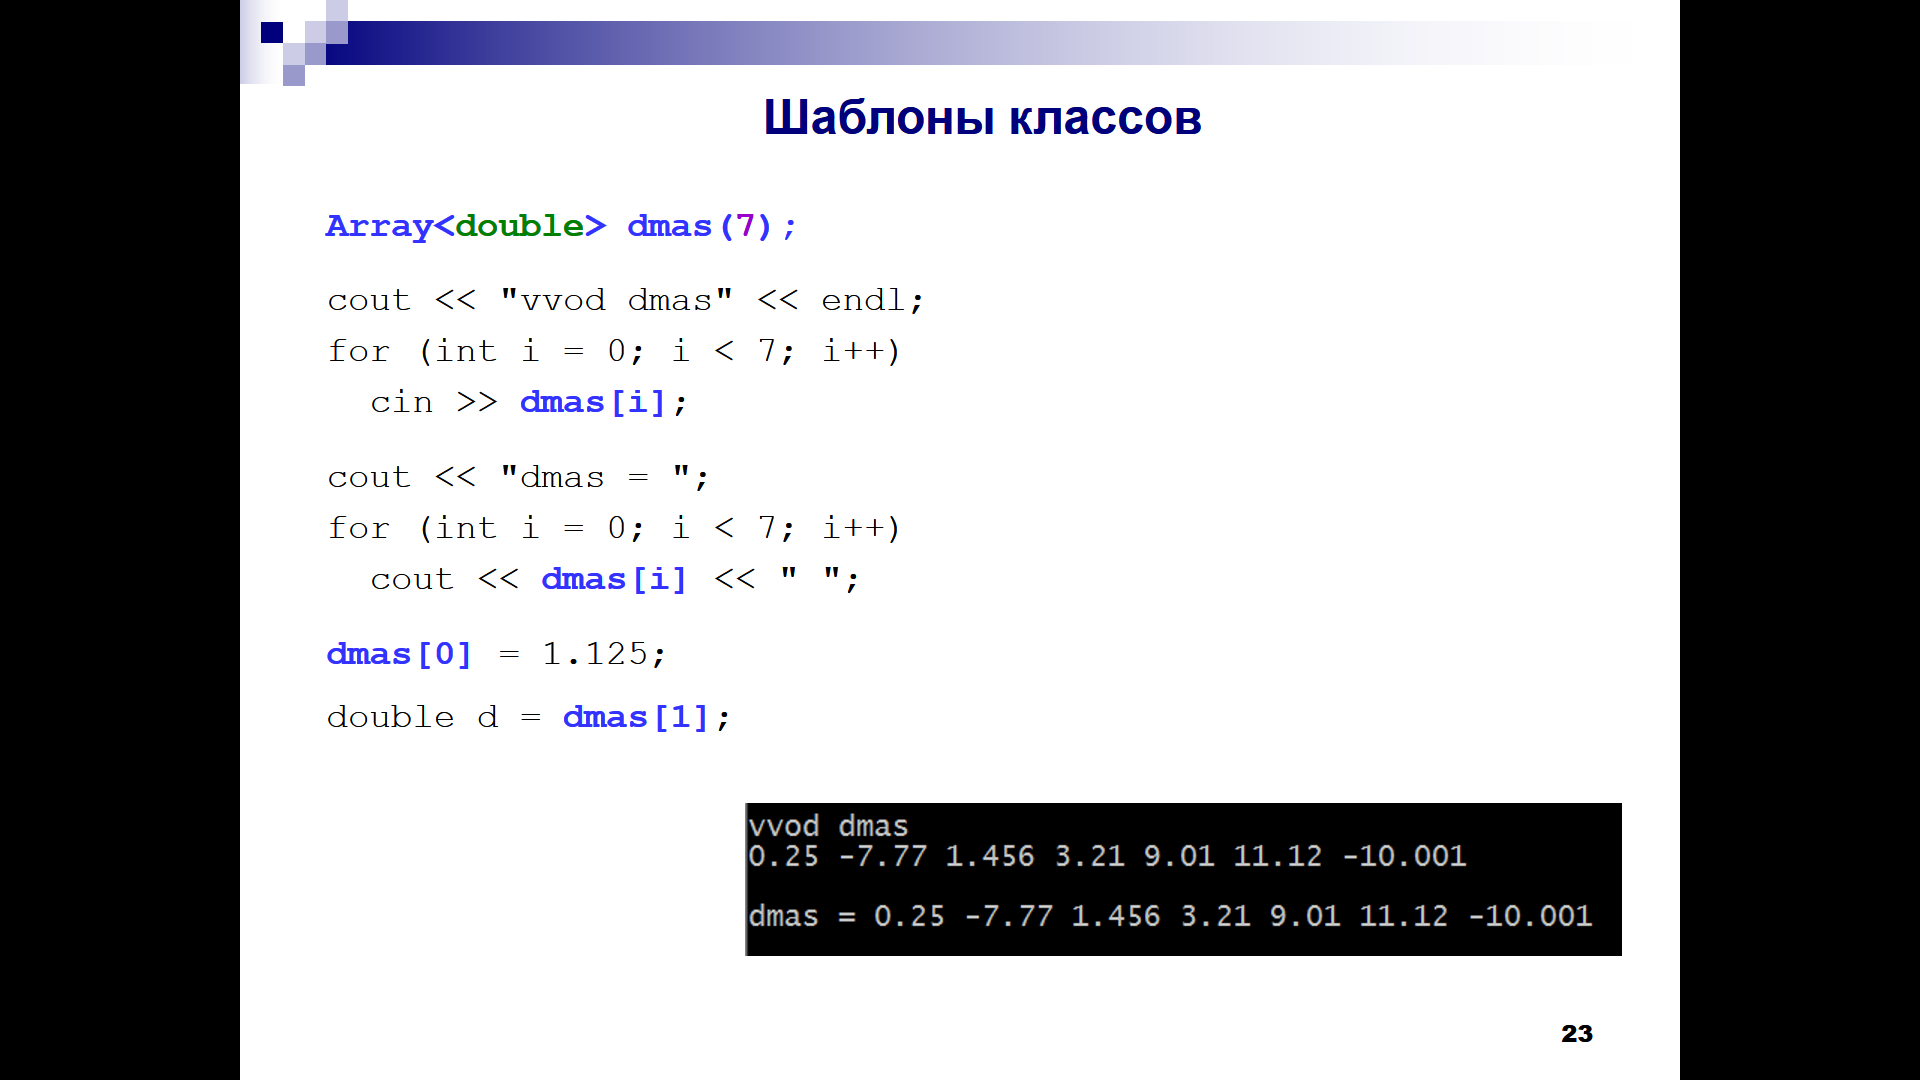 Шаблоны классов
Array<double> dmas(7);
cout << "vvod dmas" << endl;
for (int i = 0; i < 7; i++)
cin >> dmas[i];
cout << "dmas = ";
for (int i = 0; i < 7; i++)
cout << dmas[i] << " ";
dmas[0] = 1.125;
double d = dmas[1];
vvod dmas
0.25 -7.77 1.456 3.21 9.01 11.12 -10.001
dmas = 0.25 -7.77 1.456 3.21 9.01 11.12 -10.001
23